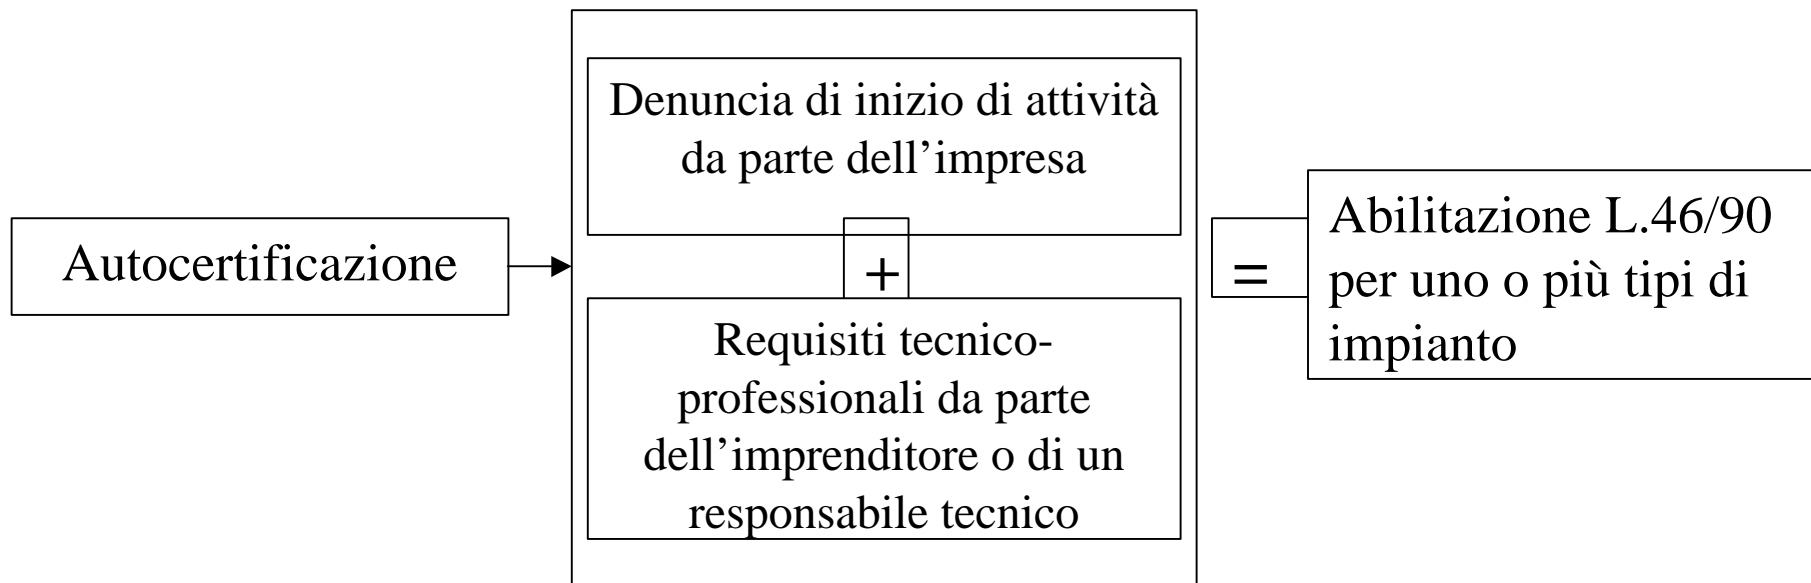 Autocertificazione
Denuncia di inizio di attività
da parte dell’impresa
+
Requisiti tecnico-
professionali da parte
dell’imprenditore o di un
responsabile tecnico
=
Abilitazione L.46/90
per uno o più tipi di
impianto